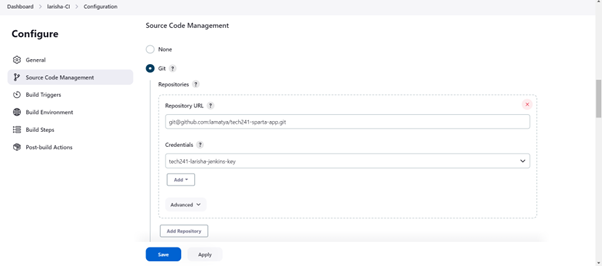 Dashboard > larisha-CI > Configuration
Configure
General
Source Code Management
Build Triggers
Build Environment
Build Steps
Post-build Actions
Source Code Management
None
Git ?
Repositories ?
Repository URL ?
git@github.com:lamatya/tech241-sparta-app.git
Credentials ?
tech241-larisha-jenkins-key
Add
Advanced
Add Repository
Save
Apply